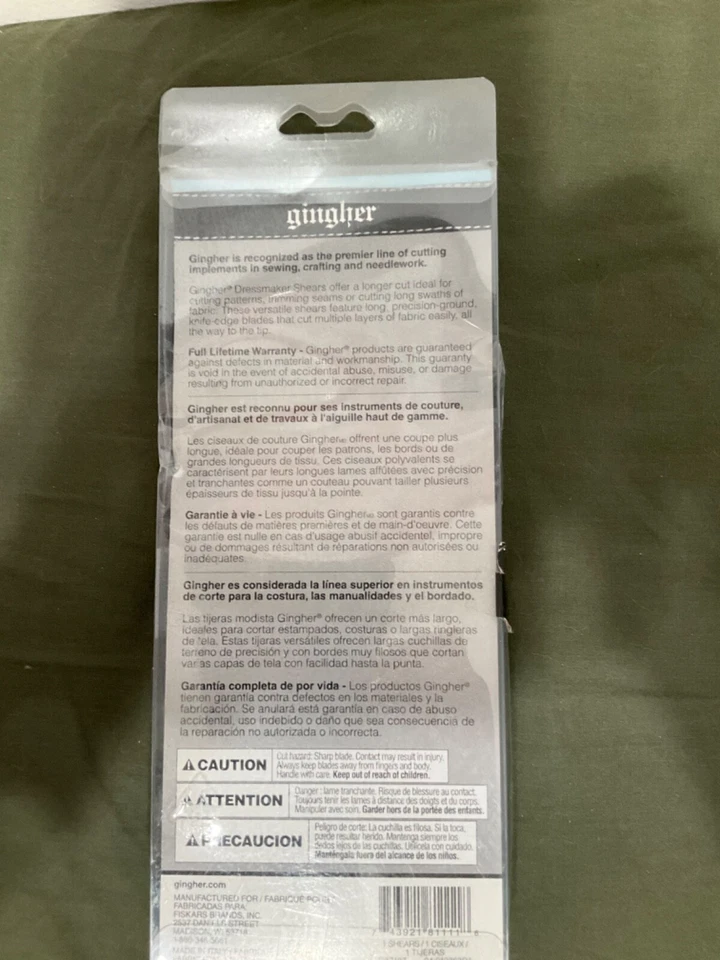 gingher
Gingher is recognized as the premier line of cutting
implements in sewing, crafting and needlework.
Gingher® Dressmaker Shears offer a longer cut ideal for
cutting patterns, trimming seams or cutting long swaths of
fabric. These versatile shears feature long, precision-ground,
knife-edge blades that cut multiple layers of fabric easily, all
the way to the tip.
Full Lifetime Warranty - Gingher® products are guaranteed
against defects in material and workmanship. This guaranty
is void in the event of accidental abuse, misuse, or damage
resulting from unauthorized or incorrect repair.
Gingher est reconnu pour ses instruments de couture,
d'artisanat et de travaux à l'aiguille haut de gamme.
Les ciseaux de couture Gingher offrent une coupe plus
longue, idéale pour couper les patrons, les bords ou de
grandes longueurs de tissu. Ces ciseaux polyvalents se
caractérisent par leurs longues lames affûtées avec précision
et tranchantes comme un couteau pouvant tailler plusieurs
épaisseurs de tissu jusqu'à la pointe.
Garantie à vie - Les produits Gingher sont garantis contre
les défauts de matières premières et de main-d'oeuvre. Cette
garantie est nulle en cas d'usage abusif accidentel, impropre
ou de dommages résultant de réparations non autorisées ou
inadéquates.
Gingher es considerada la línea superior en instrumentos
de corte para la costura, las manualidades y el bordado.
Las tijeras modista Gingher® ofrecen un corte más largo,
ideales para cortar estampados, costuras o largas ringleras
de tela. Estas tijeras versátiles ofrecen largas cuchillas de
terreno de precisión y con bordes muy filosos que cortan
varias capas de tela con facilidad hasta la punta.
Garantía completa de por vida - Los productos Gingher®
tienen garantía contra defectos en los materiales y la
fabricación. Se anulará está garantía en caso de abuso
accidental, uso indebido o daño que sea consecuencia de
la reparación no autorizada o incorrecta.
CAUTION
Cut hazard: Sharp blade. Contact may result in injury.
Always keep blades away from fingers and body.
Handle with care. Keep out of reach of children.
ATTENTION
Danger : lame tranchante. Risque de blessure au contact.
Toujours tenir les lames à distance des doigts et du corps.
Manipuler avec soin. Garder hors de la portée des enfants.
PRECAUCION
Peligro de corte: La cuchilla es filosa. Si la toca,
puede resultar herido. Mantenga siempre los
dedos lejos de las cuchillas. Utilícela con cuidado.
Manténgala fuera del alcance de los niños.
gingher.com
MANUFACTURED FOR / FABRIQUÉ POUR
FABRICADAS PARA:
FISKARS BRANDS, INC.
2537 DANIELS STREET
MADISON, WI 53718
7 43921 81111 6
1 SHEARS / 1 CISEAUX /
1 TIJERAS